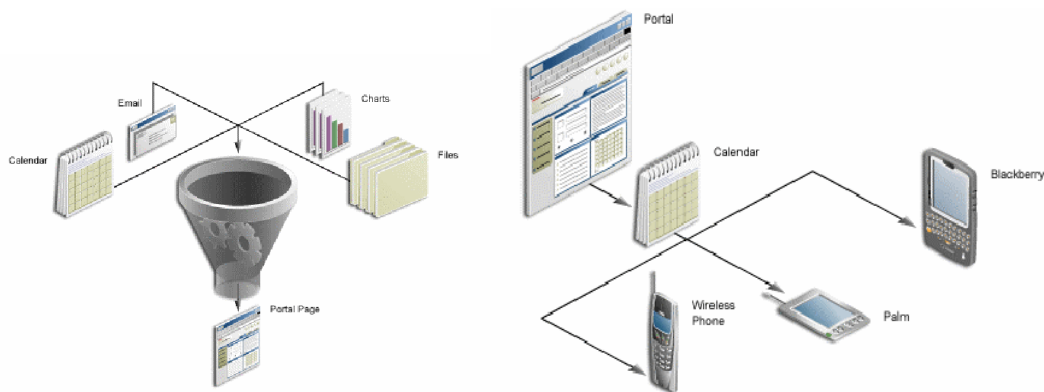 Email
Charts
Calendar
Files
Portal Page
Portal
Calendar
Blackberry
Wireless
Phone
Palm